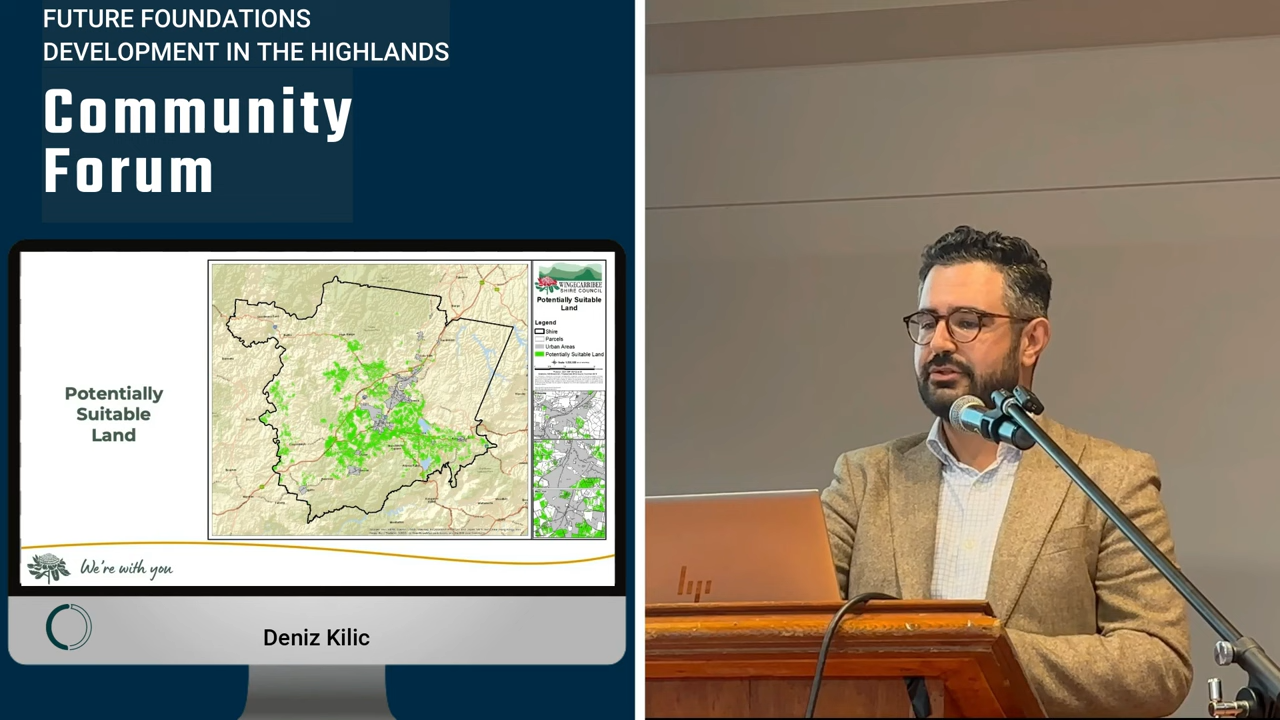 FUTURE FOUNDATIONS
DEVELOPMENT IN THE HIGHLANDS
Community
Forum
Potentially
Suitable
Land
WINGECARRIBEE
SHIRE COUNCIL
Potentially Suitable
Land
Legend
Shire
Parcels
Urban Areas
Potentially Suitable Land
We're with you
Deniz Kilic
hp